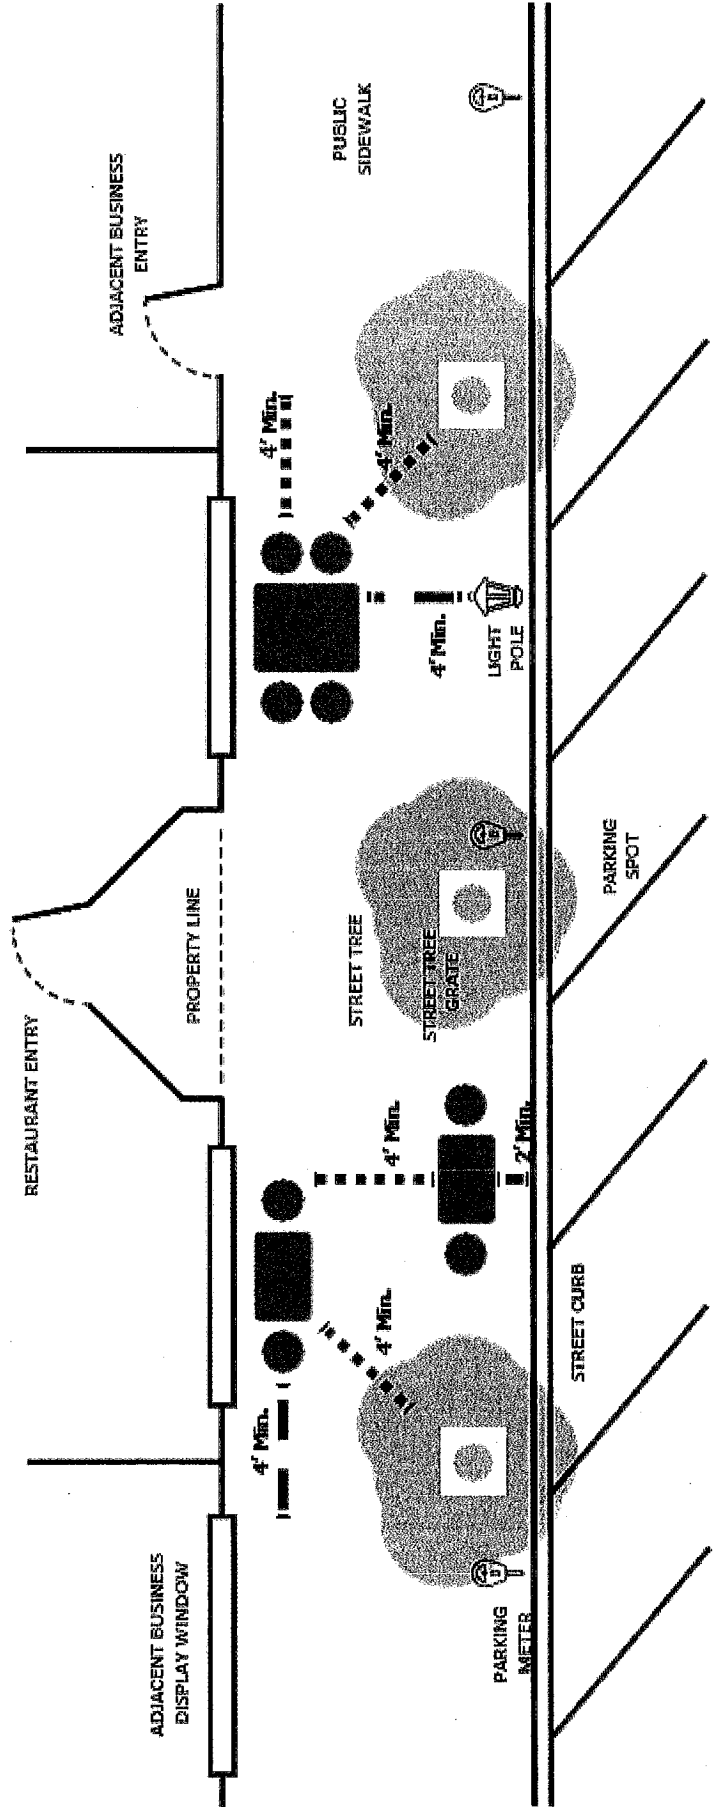 RESTAURANT ENTRY
ADJACENT BUSINESS
ENTRY
ADJACENT BUSINESS
DISPLAY WINDOW
PROPERTY LINE
4' Min.
4' Min.
PUBLIC
SIDEWALK
STREET TREE
4' Min.
4' Min.
4' Min.
STREET TREE
GRATE
4' Min.
LIGHT
POLE
PARKING
METER
2' Min.
STREET CURB
PARKING
SPOT